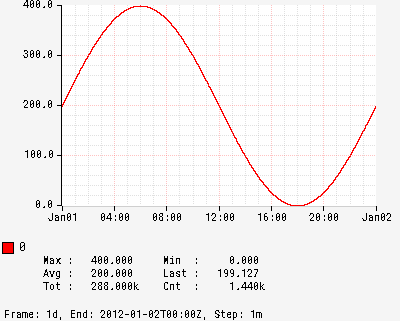 400.0
300.0
200.0
100.0
0.0
Jan01 04:00 08:00 12:00 16:00 20:00 Jan02
0
Max : 400.000 Min : 0.000
Avg : 200.000 Last : 199.127
Tot : 288.000k Cnt : 1.440k
Frame: 1d, End: 2012-01-02T00:00Z, Step: 1m